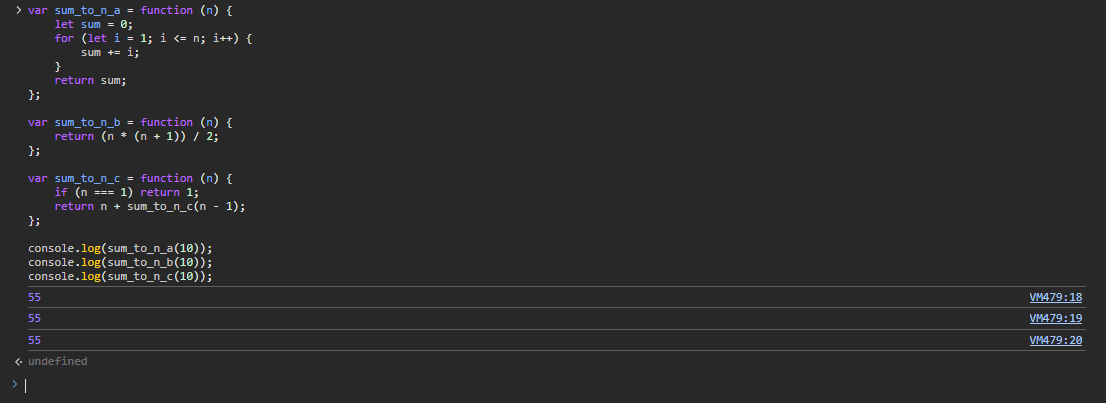 > var sum_to_n_a = function (n) {
    let sum = 0;
    for (let i = 1; i <= n; i++) {
        sum += i;
    }
    return sum;
};

var sum_to_n_b = function (n) {
    return (n * (n + 1)) / 2;
};

var sum_to_n_c = function (n) {
    if (n === 1) return 1;
    return n + sum_to_n_c(n - 1);
};

console.log(sum_to_n_a(10));
console.log(sum_to_n_b(10));
console.log(sum_to_n_c(10));
55 VM479:18
55 VM479:19
55 VM479:20
undefined
>